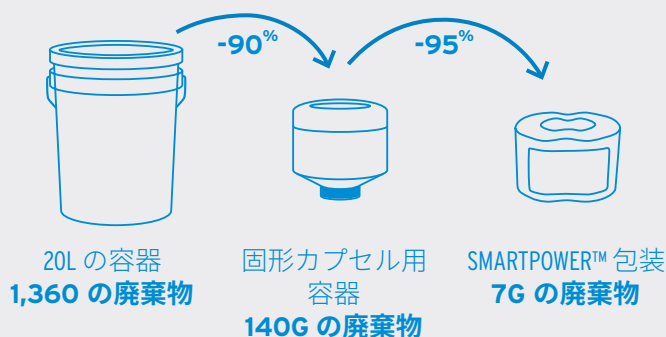 -90%
-95%
20L の容器
1,360 の廃棄物
固形カプセル用
容器
140G の廃棄物
SMARTPOWER™ 包装
7G の廃棄物